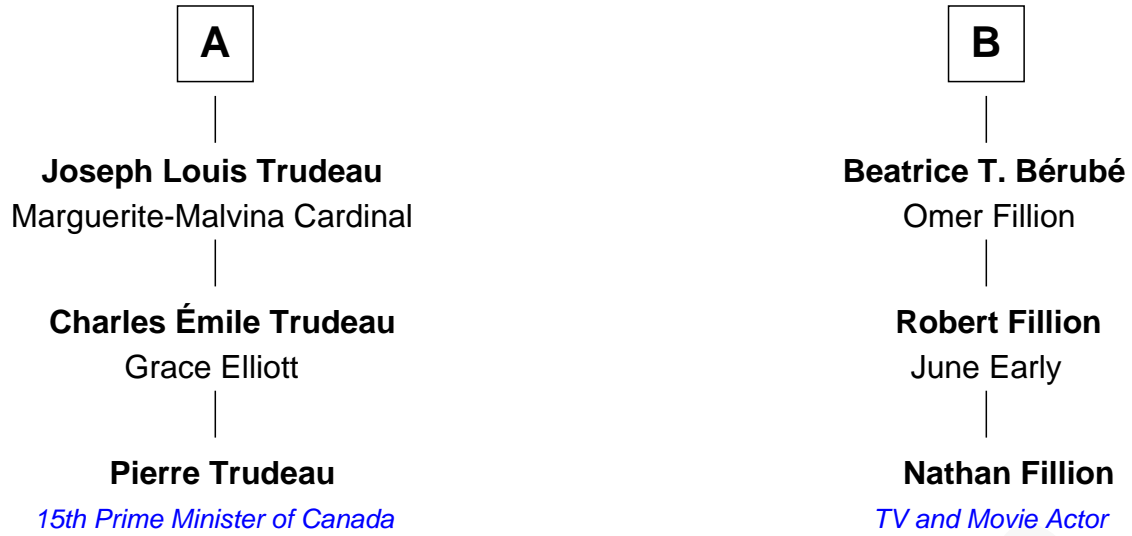 A
Joseph Louis Trudeau
Marguerite-Malvina Cardinal
Charles Émile Trudeau
Grace Elliott
Pierre Trudeau
15th Prime Minister of Canada
B
Beatrice T. Bérubé
Omer Fillion
Robert Fillion
June Early
Nathan Fillion
TV and Movie Actor